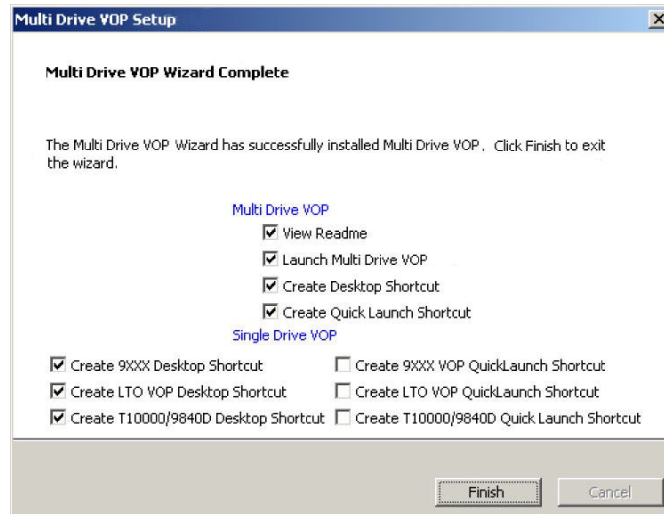 Multi Drive VOP Setup
Multi Drive VOP Wizard Complete
The Multi Drive VOP Wizard has successfully installed Multi Drive VOP. Click Finish to exit
the wizard.
Multi Drive VOP
View Readme
Launch Multi Drive VOP
Create Desktop Shortcut
Create Quick Launch Shortcut
Single Drive VOP
Create 9XXX Desktop Shortcut Create 9XXX VOP QuickLaunch Shortcut
Create LTO VOP Desktop Shortcut Create LTO VOP QuickLaunch Shortcut
Create T10000/9840D Desktop Shortcut Create T10000/9840D Quick Launch Shortcut
Finish Cancel